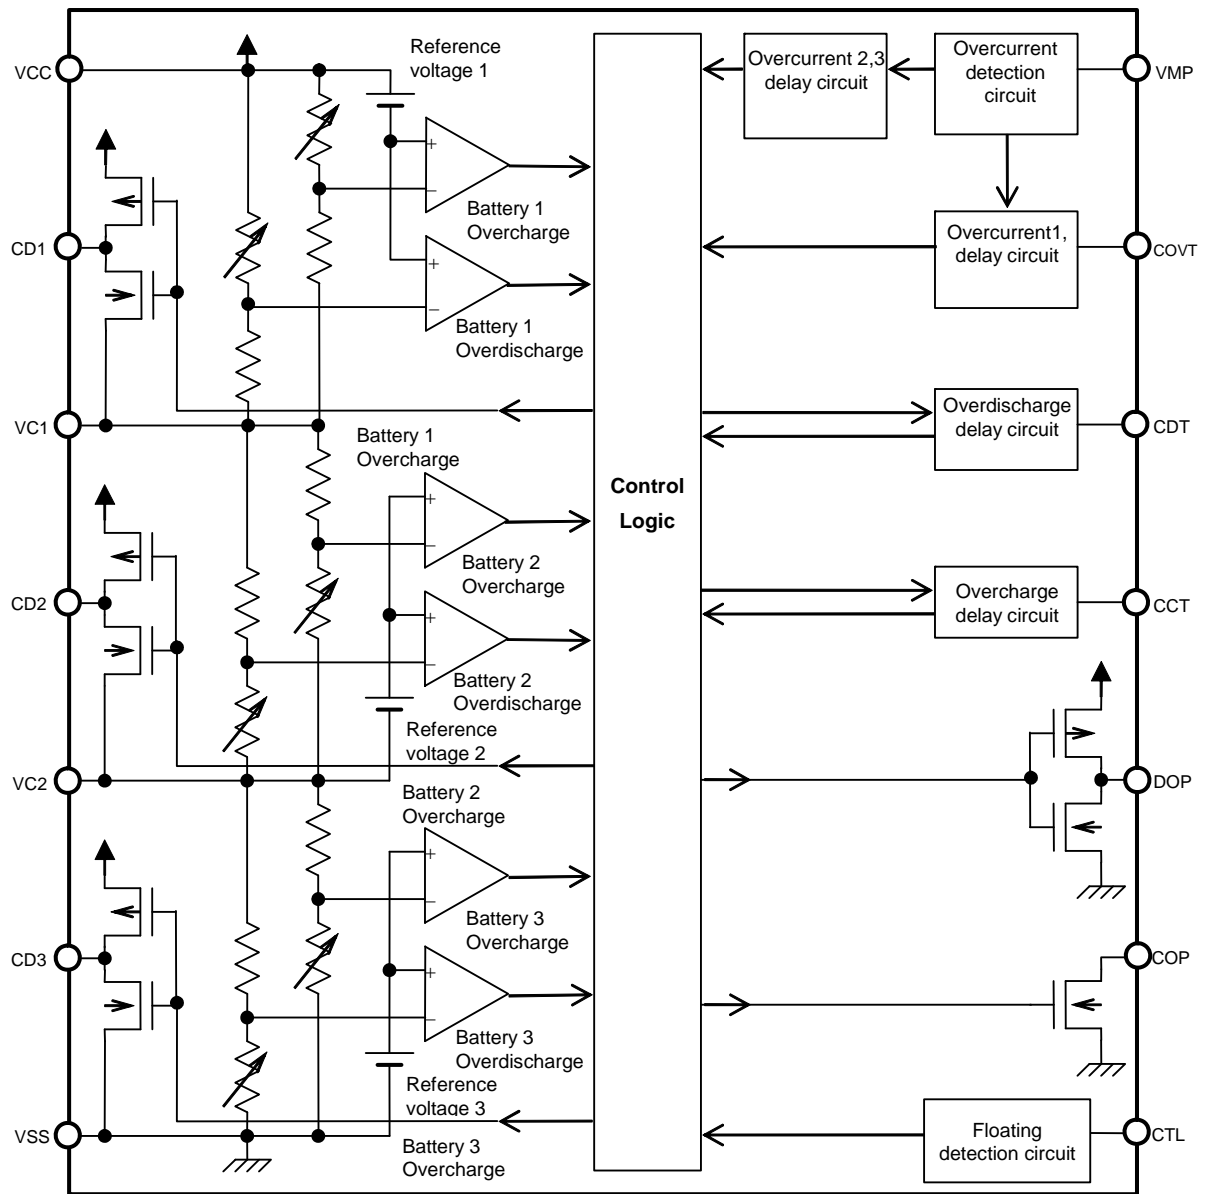 Reference
voltage 1
VCC
Overcurrent 2,3
delay circuit
Overcurrent
detection
circuit
VMP
+
−
Battery 1
Overcharge
CD1
+
−
Battery 1
Overdischarge
Overcurrent1,
delay circuit
COVT
VC1
Battery 1
Overcharge
Overdischarge
delay circuit
CDT
Control
Logic
+
−
Battery 2
Overcharge
CD2
+
−
Battery 2
Overdischarge
Overcharge
delay circuit
CCT
Reference
voltage 2
VC2
Battery 2
Overcharge
DOP
+
−
Battery 3
Overcharge
CD3
+
−
Battery 3
Overdischarge
COP
Reference
voltage 3
VSS
Battery 3
Overcharge
Floating
detection circuit
CTL